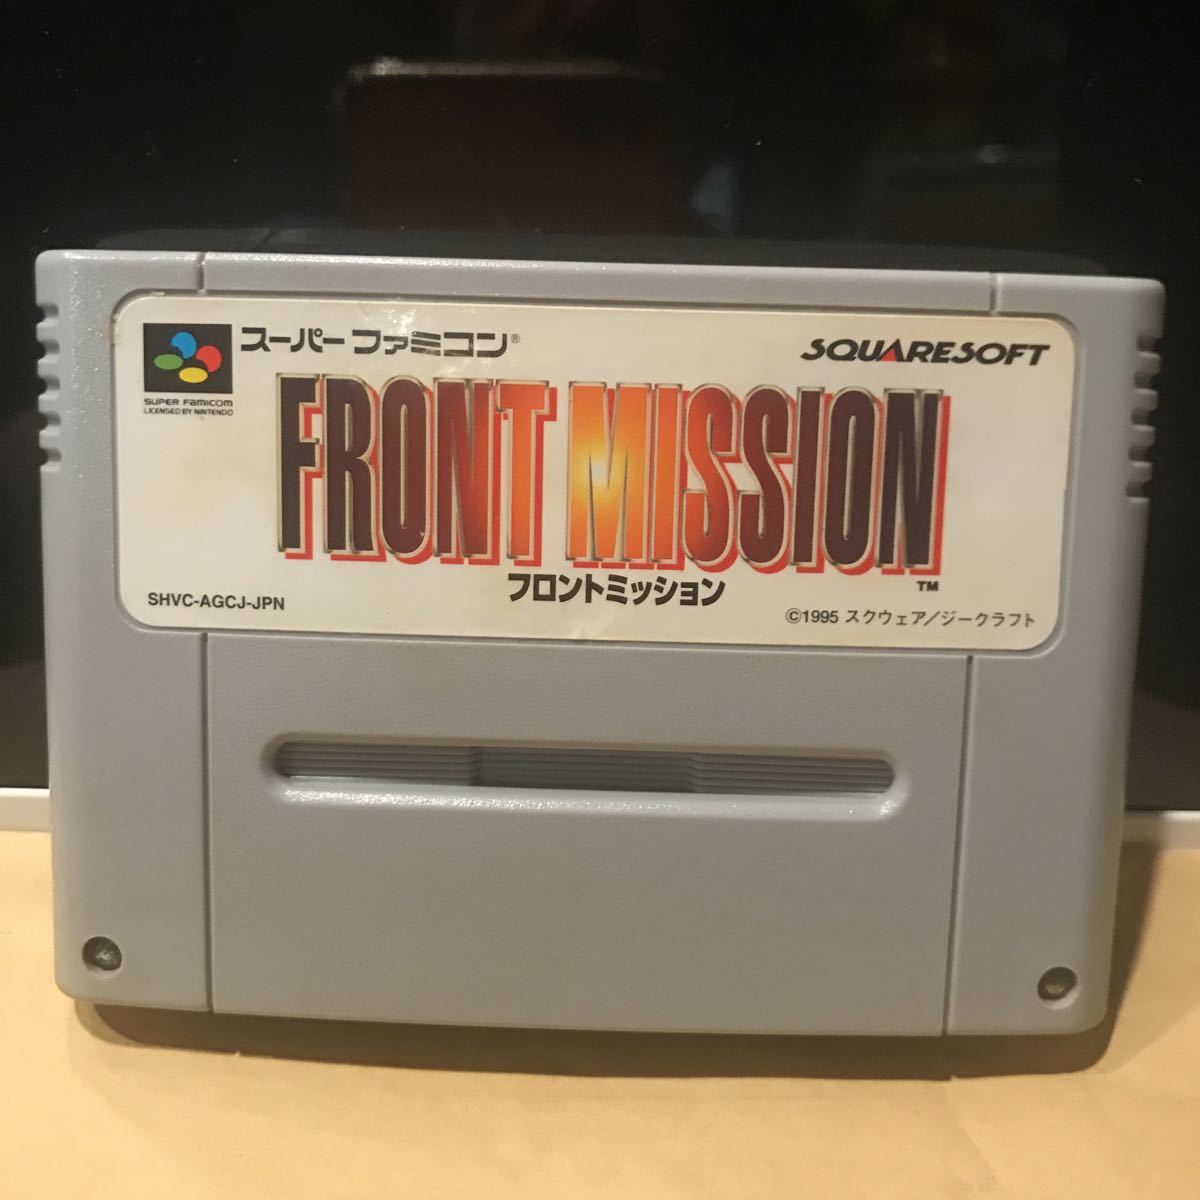 スーパーファミコン®
SQUARESOFT
SUPER FAMICOM
LICENSED BY NINTENDO
FRONT MISSION
TM
フロントミッション
SHVC-AGCJ-JPN
©1995 スクウェア/ジークラフト